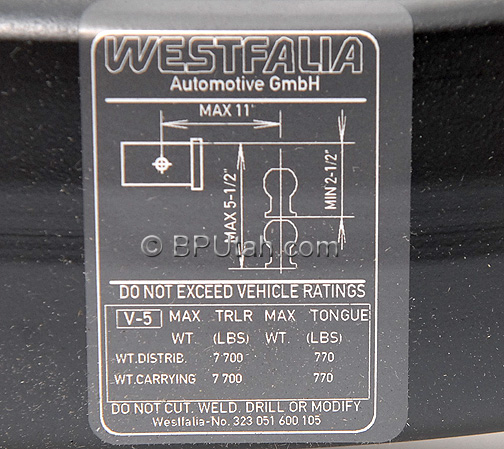 WESTFALIA
Automotive GmbH
MAX 11"
MAX 5-1/2"
MIN 2-1/2"
© BPUtah.com
DO NOT EXCEED VEHICLE RATINGS
V-5 MAX TRLR MAX TONGUE
WT. (LBS) WT. (LBS)
WT.DISTRIB. 7 700 770
WT.CARRYING 7 700 770
DO NOT CUT. WELD. DRILL OR MODIFY
Westfalia-No. 323 051 600 105